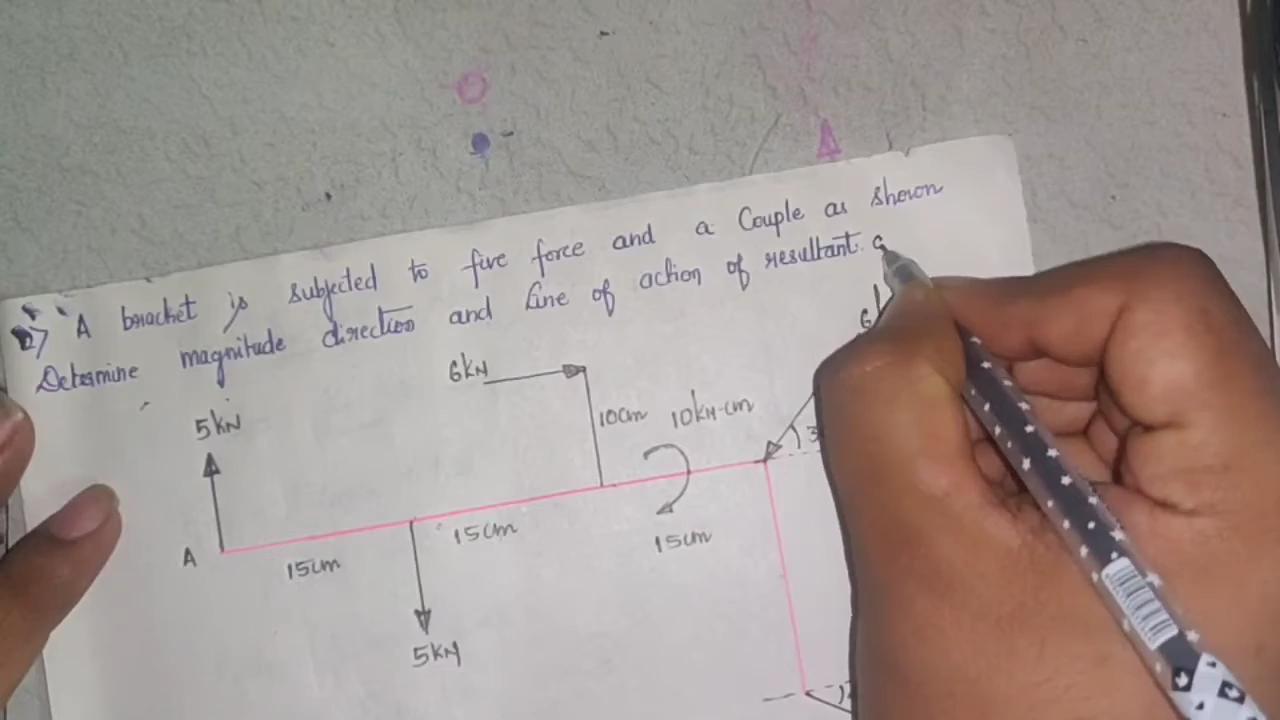 2) A bracket is subjected to five force and a Couple as shown
Determine magnitude direction and line of action of resultant.
6kN
5kN
10cm
10kN-cm
A
15cm
15cm
15cm
5kN